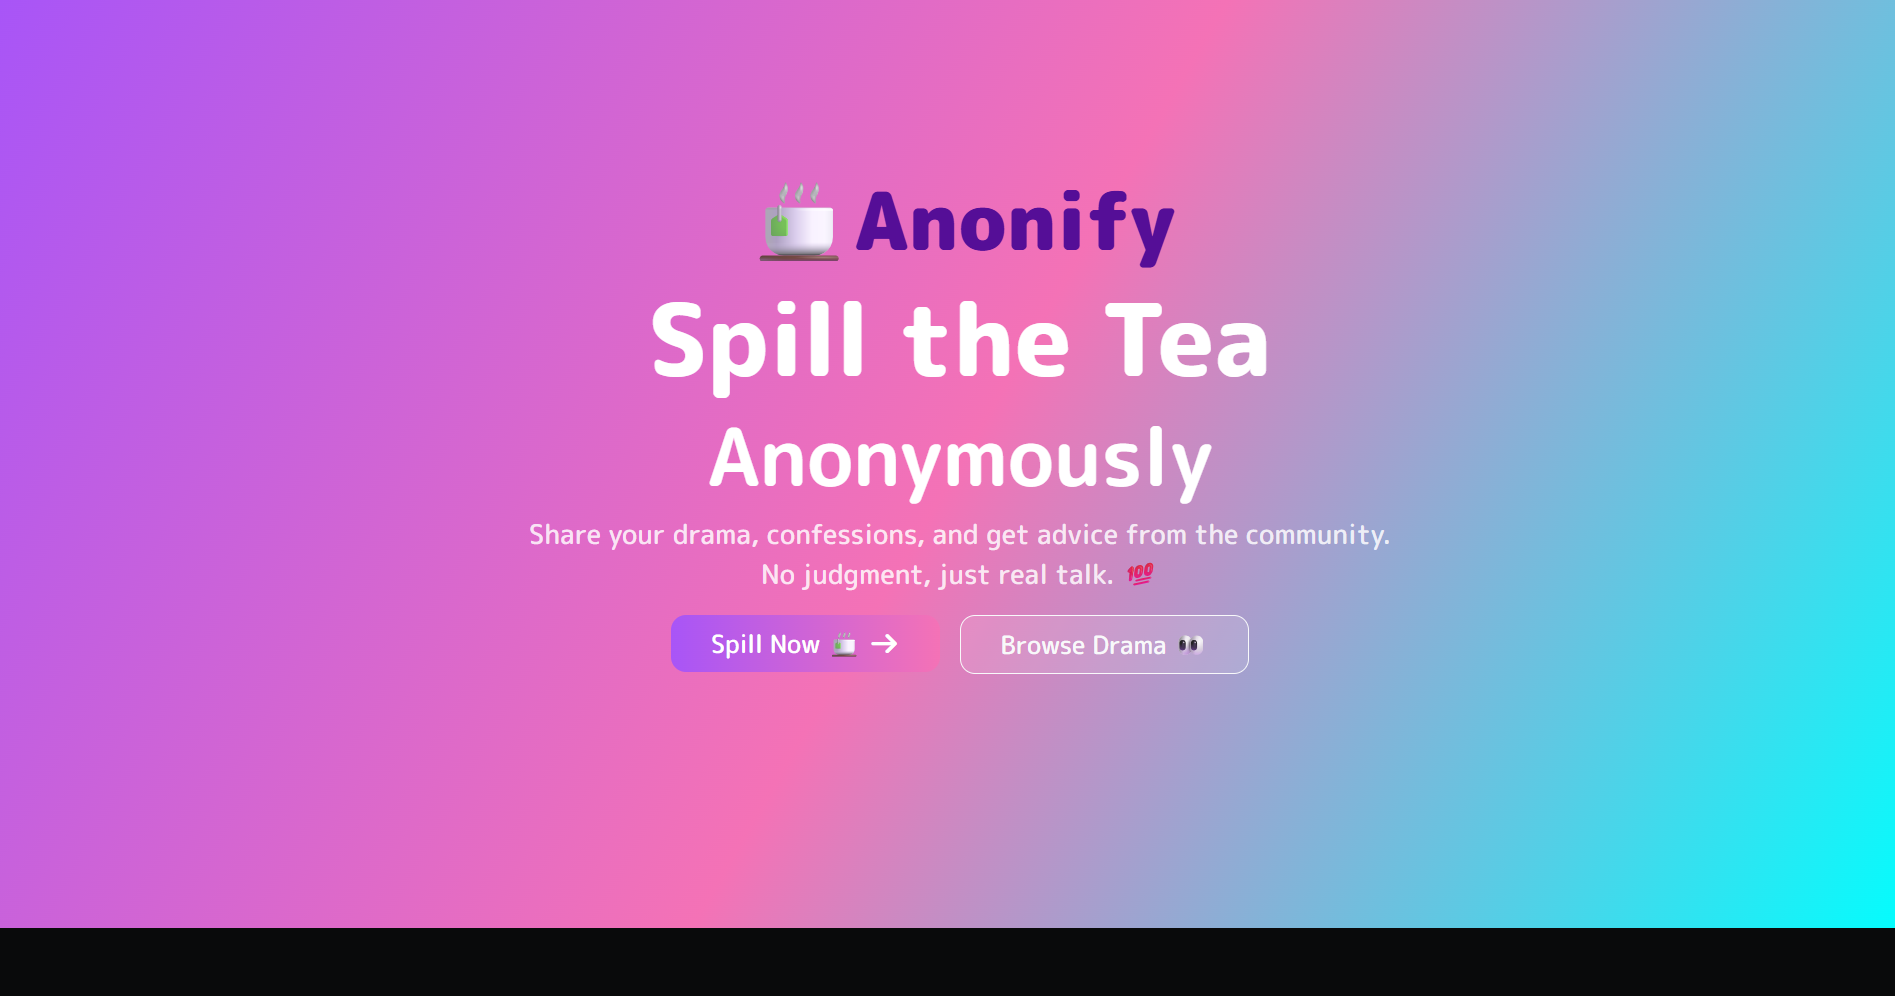 Anonify
Spill the Tea
Anonymously
Share your drama, confessions, and get advice from the community.
No judgment, just real talk. 💯
Spill Now 🍵 →
Browse Drama 👀